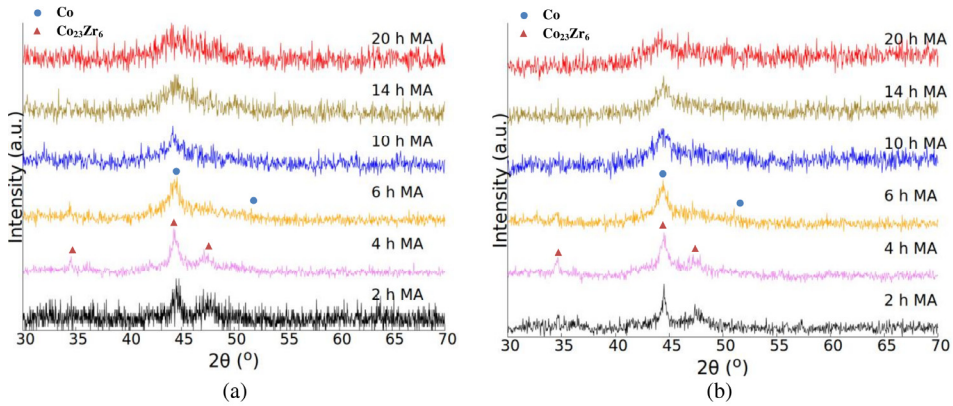 Co
Co23Zr6
20 h MA
14 h MA
10 h MA
6 h MA
4 h MA
2 h MA
Intensity (a.u.)
30 35 40 45 50 55 60 65 70
2θ (°)
(a)
Co
Co23Zr6
20 h MA
14 h MA
10 h MA
6 h MA
4 h MA
2 h MA
Intensity (a.u.)
30 35 40 45 50 55 60 65 70
2θ (°)
(b)